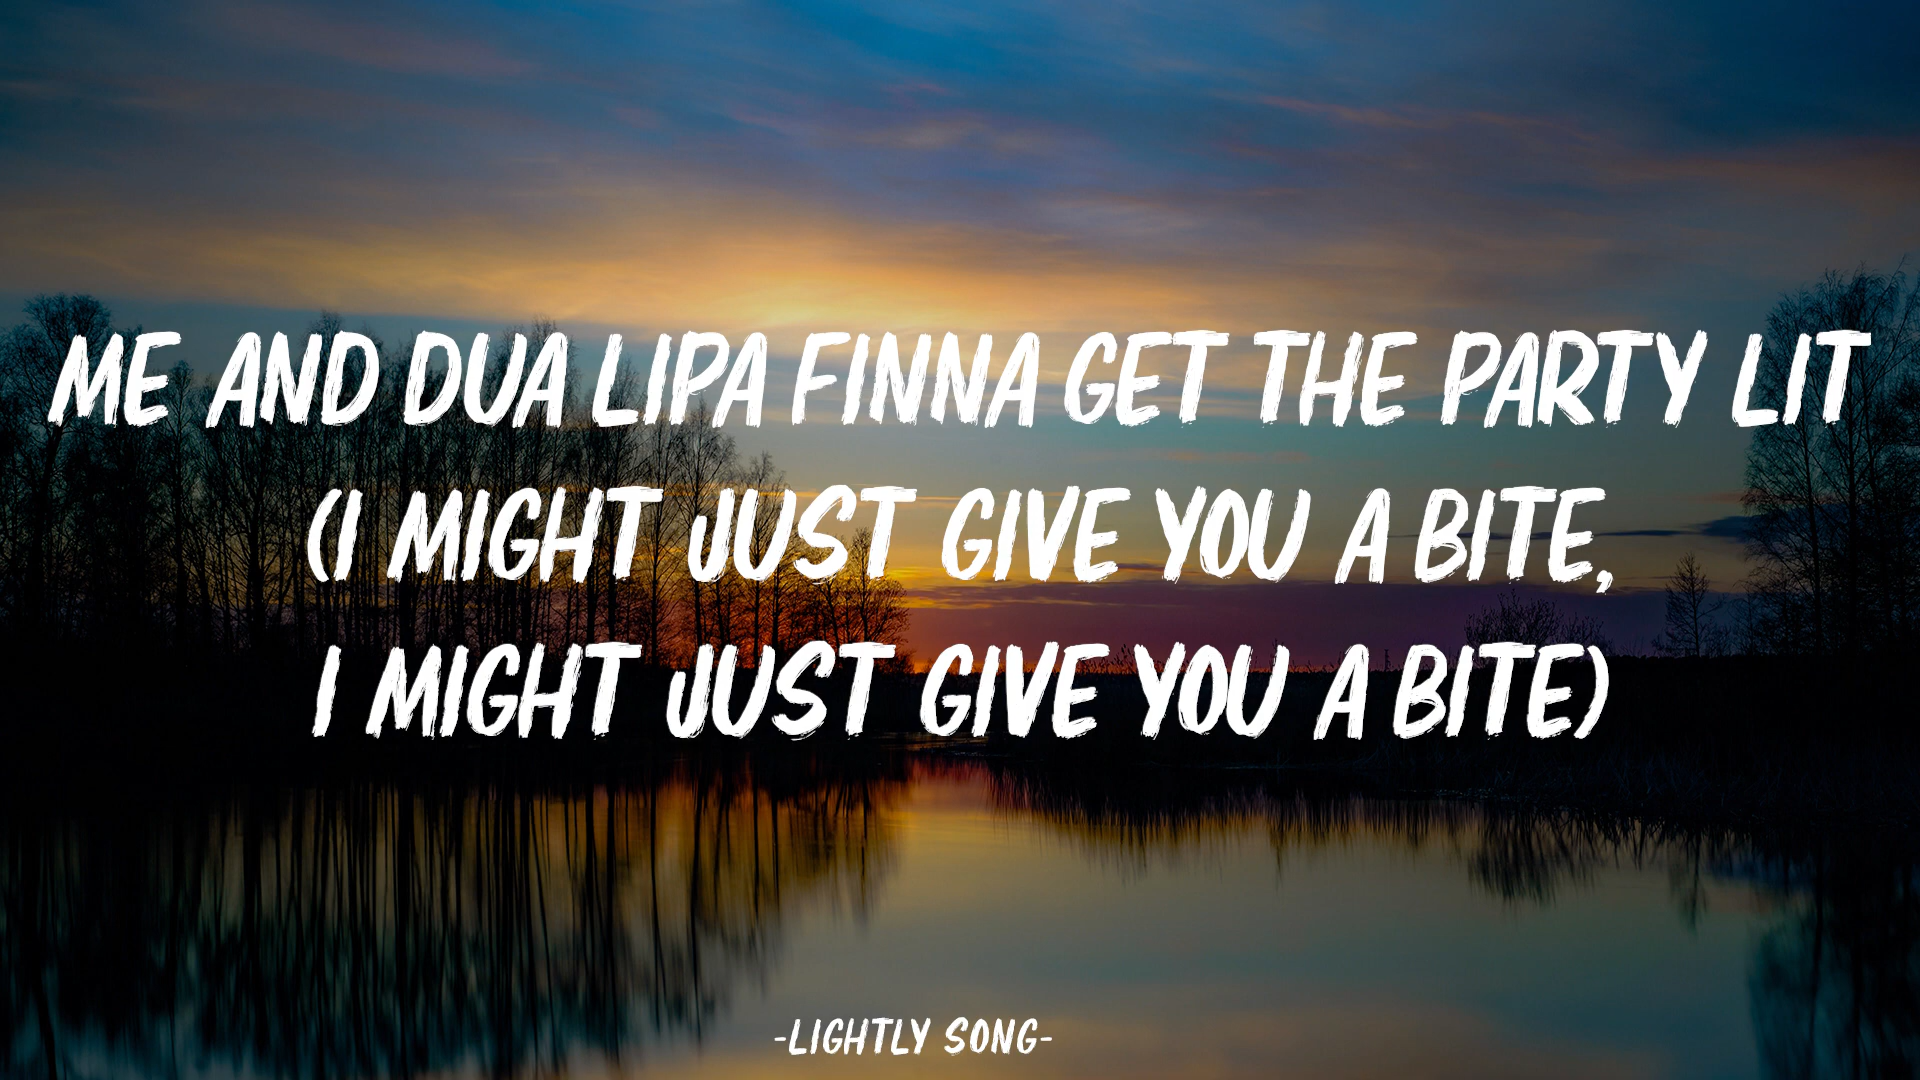 ME AND DUA LIPA FINNA GET THE PARTY LIT
(I MIGHT JUST GIVE YOU A BITE,
I MIGHT JUST GIVE YOU A BITE)
-LIGHTLY SONG-